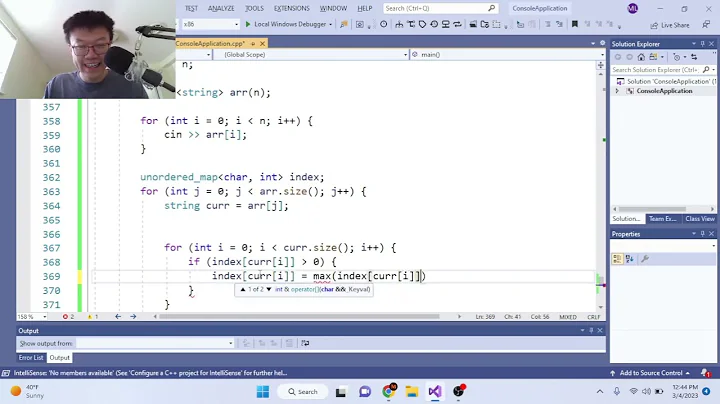 TEST ANALYZE TOOLS EXTENSIONS WINDOW HELP Search ConsoleApplication ML
x86 Local Windows Debugger Live Share
ConsoleApplication.cpp*
(Global Scope) main()
n;
<string> arr(n);
357
358 for (int i = 0; i < n; i++) {
359 cin >> arr[i];
360 }
361
362 unordered_map<char, int> index;
363 for (int j = 0; j < arr.size(); j++) {
364 string curr = arr[j];
365
366
367 for (int i = 0; i < curr.size(); i++) {
368 if (index[curr[i]] > 0) {
369 index[curr[i]] = max(index[curr[i]])
370 }
371 }
1 of 2 int & operator[](char &&_Keyval)
Solution Explorer
Search Solution Explorer
Solution 'ConsoleApplication'
ConsoleApplication
Solution... Team Ex... Class View
Properties
158 % 2 1 Ln: 369 Ch: 41 Col: 56 MIXED CRLF
Output
Show output from:
Error List Output
IntelliSense: 'No members available' (See 'Configure a C++ project for IntelliSense' for further hel... Add to Source Control
40°F
Sunny
Search
12:44 PM
3/4/2023